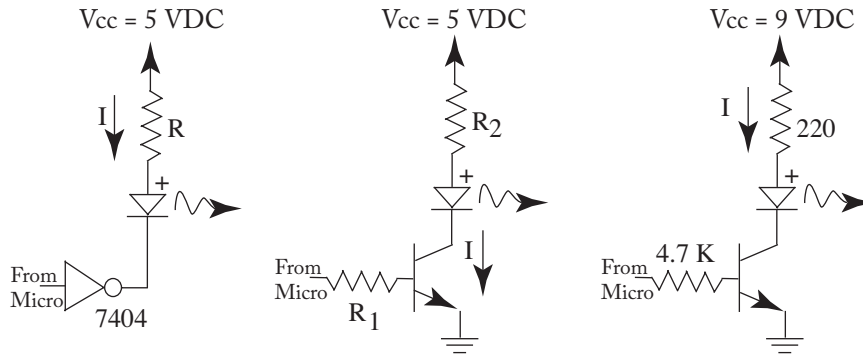 Vcc = 5 VDC
I
R
+
From
Micro
7404
Vcc = 5 VDC
R2
+
I
From
Micro
R1
Vcc = 9 VDC
I
220
+
4.7 K
From
Micro